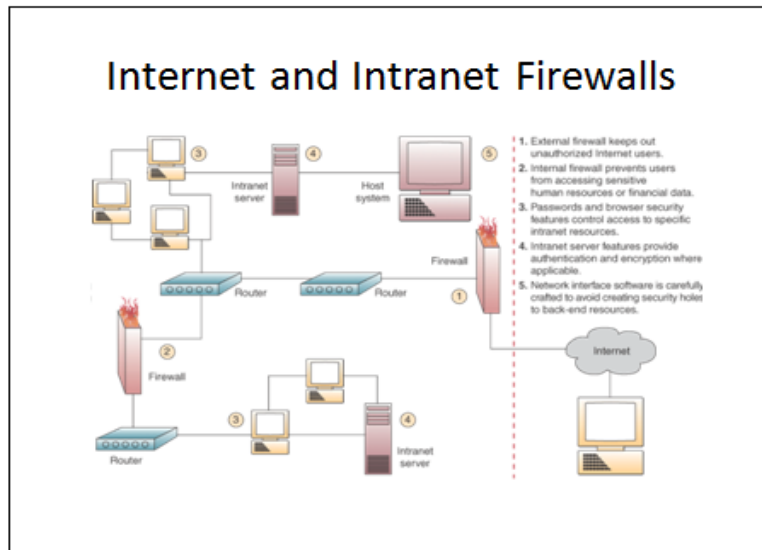 Internet and Intranet Firewalls
3
4
5
Intranet
server
Host
system
1. External firewall keeps out
unauthorized Internet users.
2. Internal firewall prevents users
from accessing sensitive
human resources or financial data.
3. Passwords and browser security
features control access to specific
intranet resources.
4. Intranet server features provide
authentication and encryption where
applicable.
5. Network interface software is carefully
crafted to avoid creating security holes
to back-end resources.
Firewall
Router
Router
1
2
Firewall
Internet
3
4
Router
Intranet
server